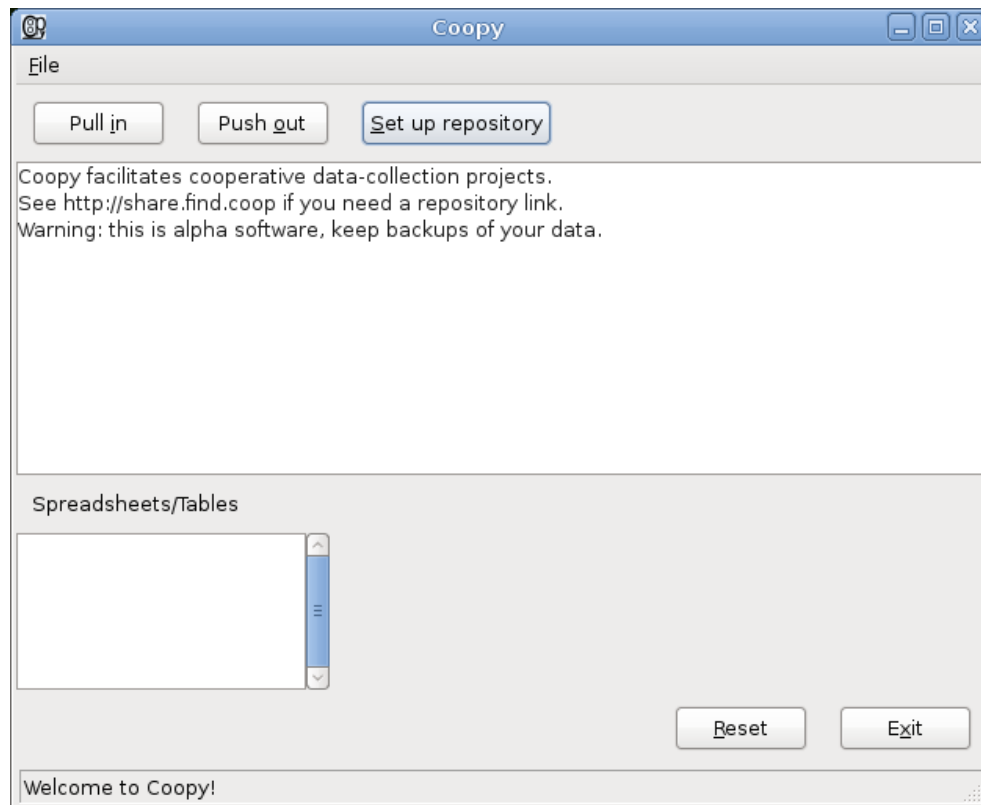 Coopy
File
Pull in Push out Set up repository
Coopy facilitates cooperative data-collection projects.
See http://share.find.coop if you need a repository link.
Warning: this is alpha software, keep backups of your data.
Spreadsheets/Tables
Reset Exit
Welcome to Coopy!